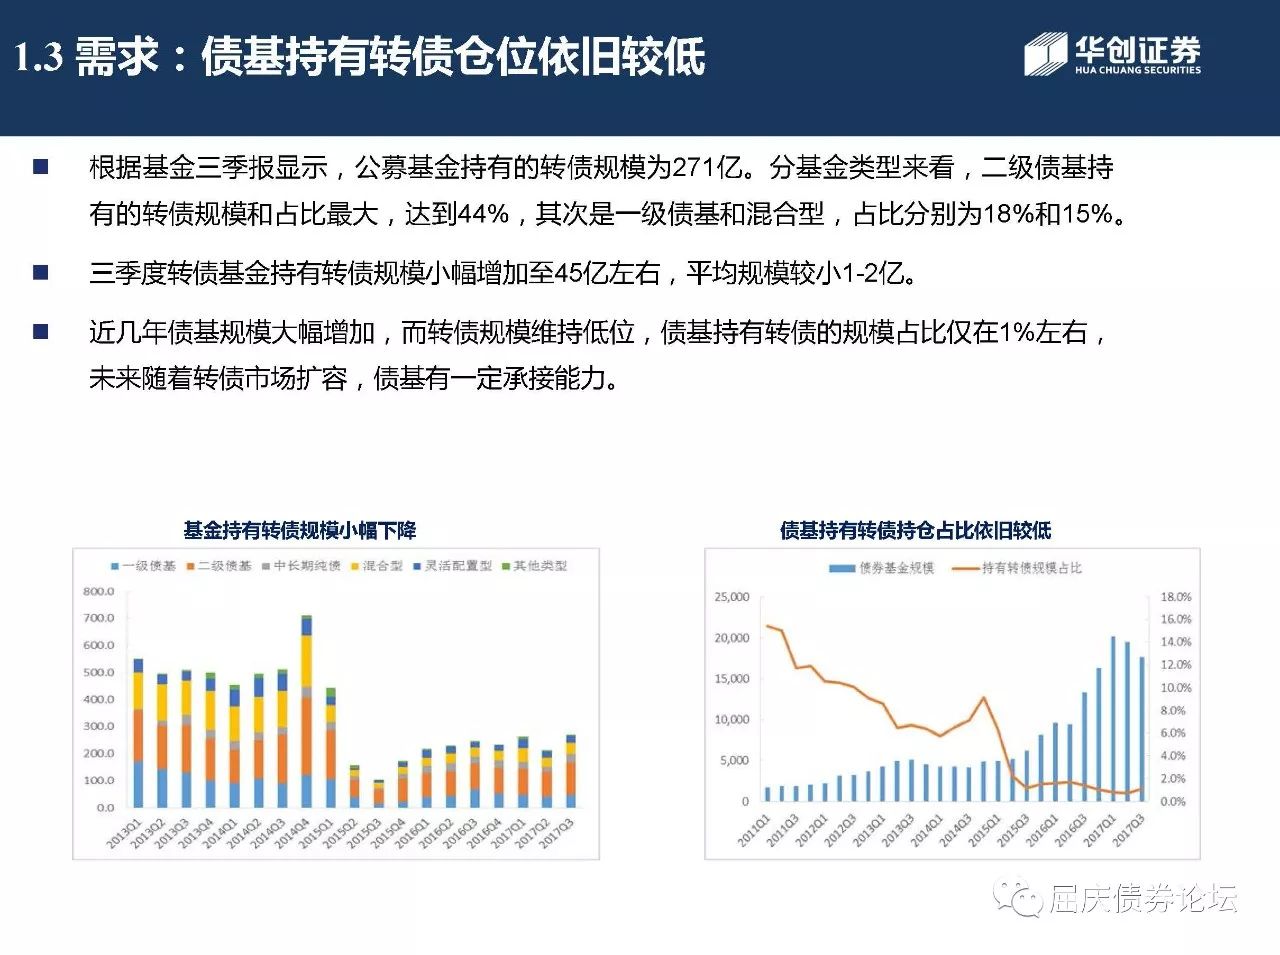 1.3 需求：债基持有转债仓位依旧较低
华创证券
HUA CHUANG SECURITIES
根据基金三季报显示，公募基金持有的转债规模为271亿。分基金类型来看，二级债基持
有的转债规模和占比最大，达到44%，其次是一级债基和混合型，占比分别为18%和15%。
三季度转债基金持有转债规模小幅增加至45亿左右，平均规模较小1-2亿。
近几年债基规模大幅增加，而转债规模维持低位，债基持有转债的规模占比仅在1%左右，
未来随着转债市场扩容，债基有一定承接能力。
基金持有转债规模小幅下降
一级债基 二级债基 中长期纯债 混合型 灵活配置型 其他类型
800.0
700.0
600.0
500.0
400.0
300.0
200.0
100.0
0.0
2013Q1 2013Q2 2013Q3 2013Q4 2014Q1 2014Q2 2014Q3 2014Q4 2015Q1 2015Q2 2015Q3 2015Q4 2016Q1 2016Q2 2016Q3 2016Q4 2017Q1 2017Q2 2017Q3
债基持有转债持仓占比依旧较低
债券基金规模 持有转债规模占比
25,000
20,000
15,000
10,000
5,000
0
18.0%
16.0%
14.0%
12.0%
10.0%
8.0%
6.0%
4.0%
2.0%
0.0%
2011Q1 2011Q3 2012Q1 2012Q3 2013Q1 2013Q3 2014Q1 2014Q3 2015Q1 2015Q3 2016Q1 2016Q3 2017Q1 2017Q3
屈庆债券论坛